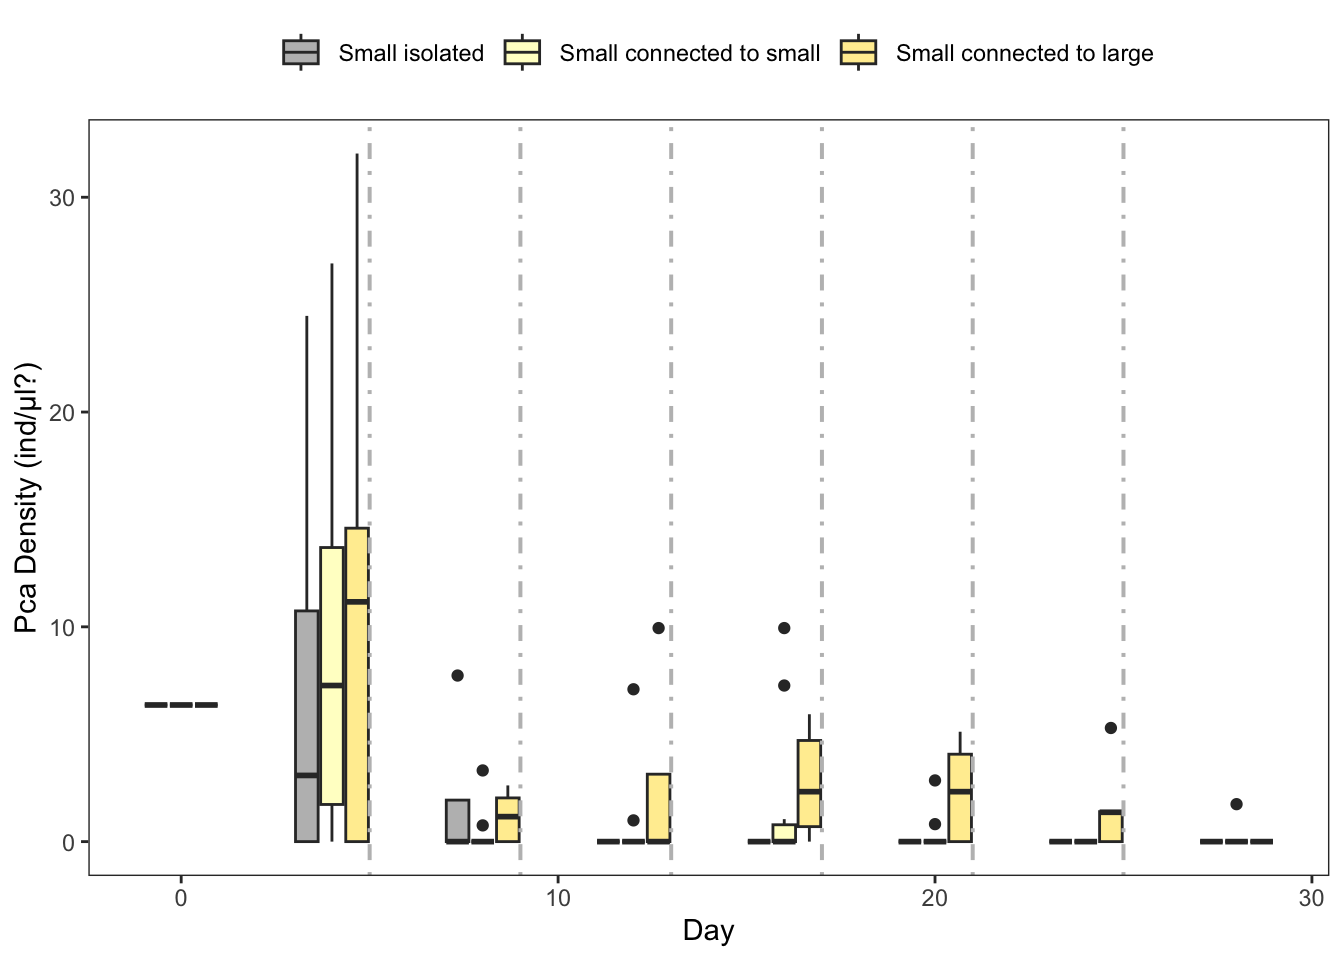 Small isolated Small connected to small Small connected to large
30
20
10
0
Pca Density (ind/μl?)
0 10 20 30
Day